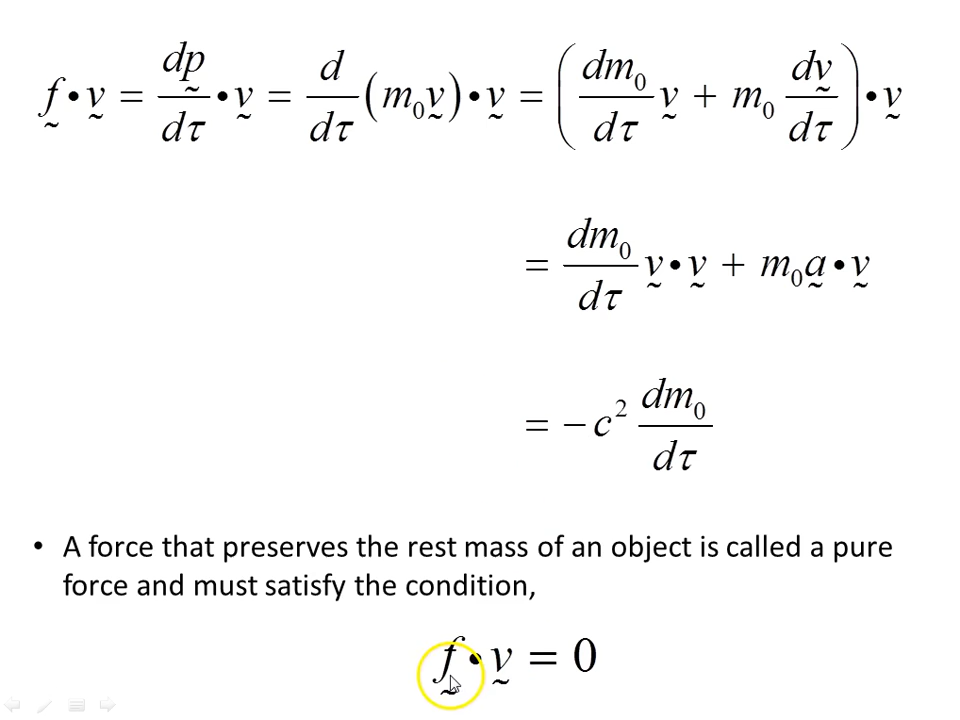 f̰ • v̰ = dp̰/dτ • v̰ = d/dτ (m₀v̰) • v̰ = (dm₀/dτ v̰ + m₀ dv̰/dτ) • v̰
= dm₀/dτ v̰ • v̰ + m₀a̰ • v̰
= − c² dm₀/dτ
• A force that preserves the rest mass of an object is called a pure
force and must satisfy the condition,
f̰ • v̰ = 0